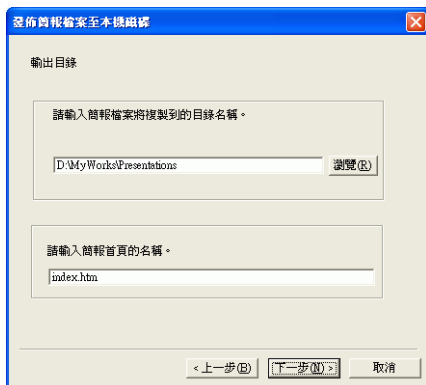 發佈簡報檔案至本機磁碟
輸出目錄
請輸入簡報檔案將複製到的目錄名稱。
D:\MyWorks\Presentations
瀏覽(R)
請輸入簡報首頁的名稱。
index.htm
<上一步(B) 下一步(N)> 取消